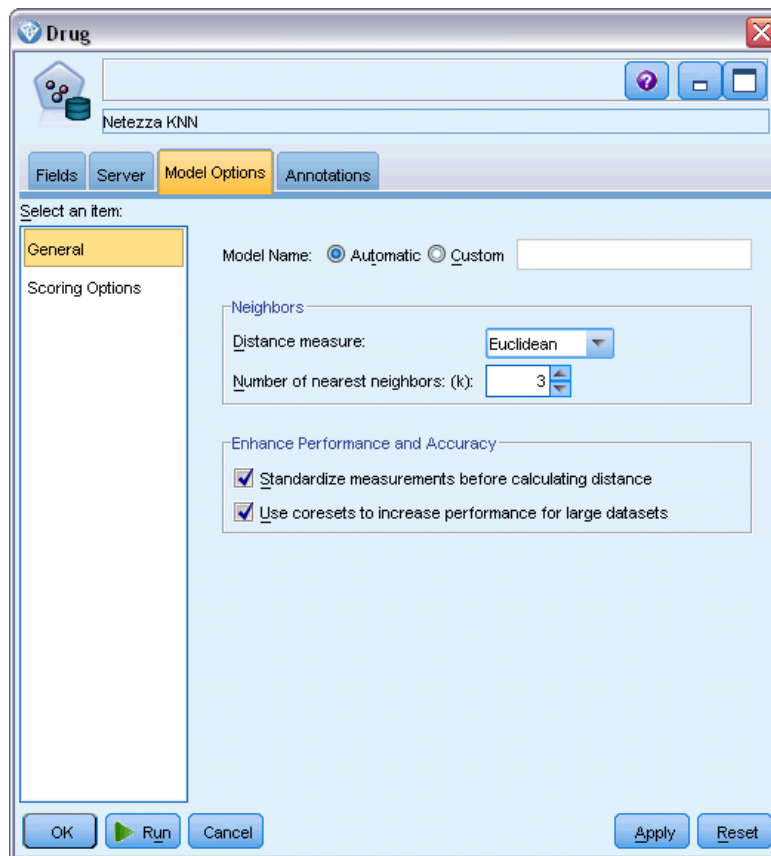 Drug
Netezza KNN
Fields Server Model Options Annotations
Select an item:
General
Scoring Options
Model Name: Automatic Custom
Neighbors
Distance measure: Euclidean
Number of nearest neighbors: (k): 3
Enhance Performance and Accuracy
Standardize measurements before calculating distance
Use coresets to increase performance for large datasets
OK Run Cancel Apply Reset